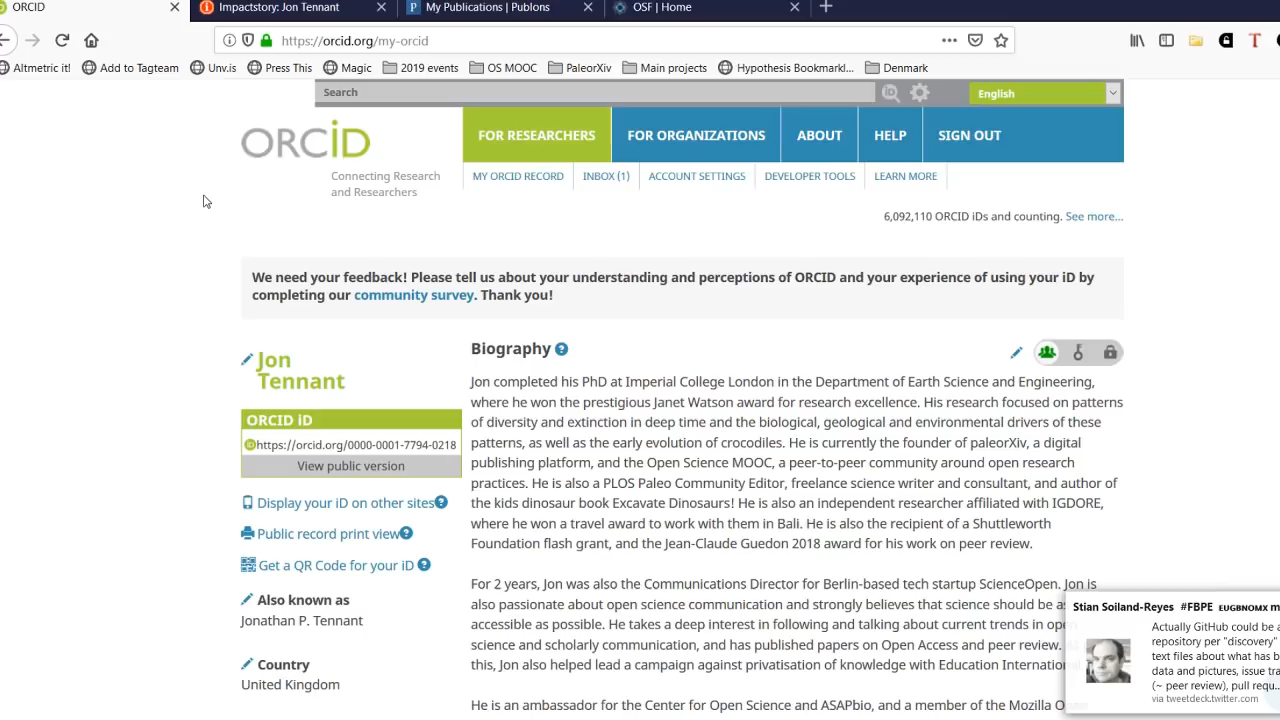 ORCID
Impactstory: Jon Tennant
My Publications | Publons
OSF | Home
https://orcid.org/my-orcid
Altmetric it!
Add to Tagteam
Unv.is
Press This
Magic
2019 events
OS MOOC
PaleorXiv
Main projects
Hypothesis Bookmarkl...
Denmark
Search
English
ORCiD
Connecting Research
and Researchers
FOR RESEARCHERS
FOR ORGANIZATIONS
ABOUT
HELP
SIGN OUT
MY ORCID RECORD
INBOX (1)
ACCOUNT SETTINGS
DEVELOPER TOOLS
LEARN MORE
6,092,110 ORCID iDs and counting. See more...
We need your feedback! Please tell us about your understanding and perceptions of ORCID and your experience of using your iD by
completing our community survey. Thank you!
Jon
Tennant
ORCID iD
https://orcid.org/0000-0001-7794-0218
View public version
Display your iD on other sites
Public record print view
Get a QR Code for your iD
Also known as
Jonathan P. Tennant
Country
United Kingdom
Biography
Jon completed his PhD at Imperial College London in the Department of Earth Science and Engineering,
where he won the prestigious Janet Watson award for research excellence. His research focused on patterns
of diversity and extinction in deep time and the biological, geological and environmental drivers of these
patterns, as well as the early evolution of crocodiles. He is currently the founder of paleorXiv, a digital
publishing platform, and the Open Science MOOC, a peer-to-peer community around open research
practices. He is also a PLOS Paleo Community Editor, freelance science writer and consultant, and author of
the kids dinosaur book Excavate Dinosaurs! He is also an independent researcher affiliated with IGDORE,
where he won a travel award to work with them in Bali. He is also the recipient of a Shuttleworth
Foundation flash grant, and the Jean-Claude Guedon 2018 award for his work on peer review.
For 2 years, Jon was also the Communications Director for Berlin-based tech startup ScienceOpen. Jon is
also passionate about open science communication and strongly believes that science should be as
accessible as possible. He takes a deep interest in following and talking about current trends in open
science and scholarly communication, and has published papers on Open Access and peer review.
this, Jon also helped lead a campaign against privatisation of knowledge with Education International
He is an ambassador for the Center for Open Science and ASAPbio, and a member of the Mozilla Open
Stian Soiland-Reyes #FBPE ᴇᴜɢʙɴᴏᴍx m
Actually GitHub could be a
repository per "discovery"
text files about what has b
data and pictures, issue tra
(~ peer review), pull requ...
via tweetdeck.twitter.com